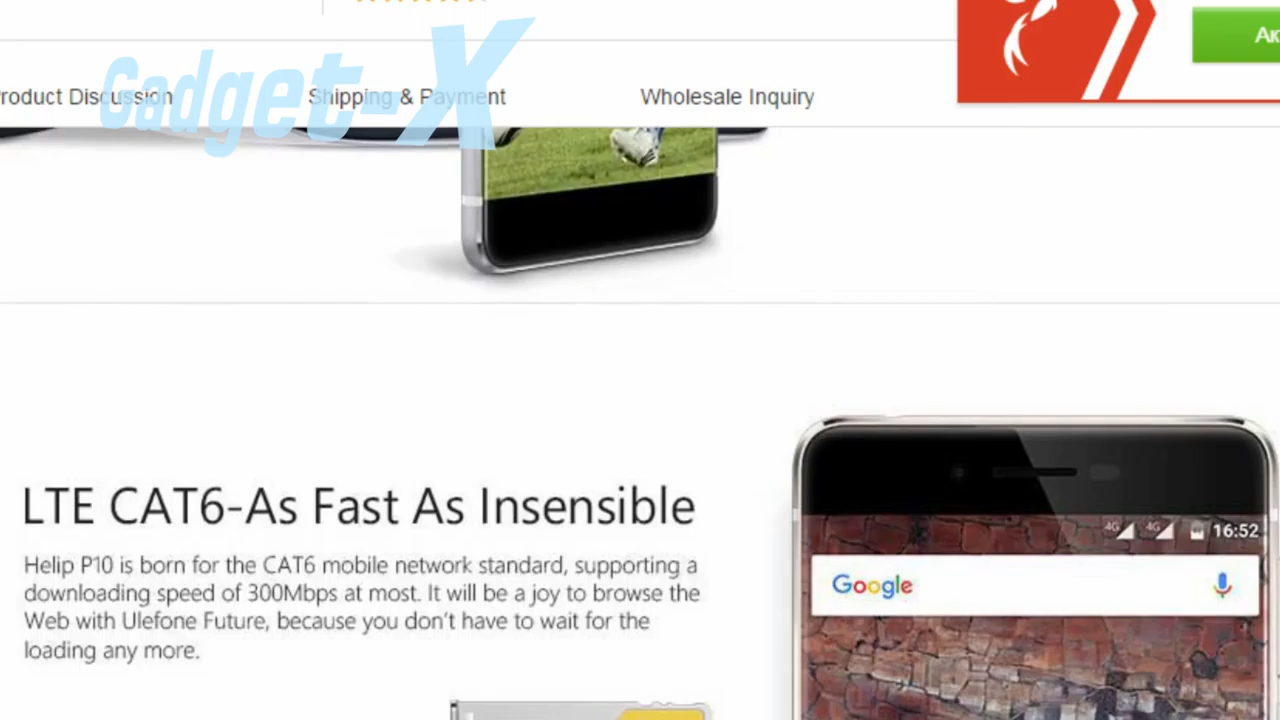 Gadget-X
Product Discussion
Shipping & Payment
Wholesale Inquiry
LTE CAT6-As Fast As Insensible
Helip P10 is born for the CAT6 mobile network standard, supporting a
downloading speed of 300Mbps at most. It will be a joy to browse the
Web with Ulefone Future, because you don't have to wait for the
loading any more.
4G 4G 16:52
Google